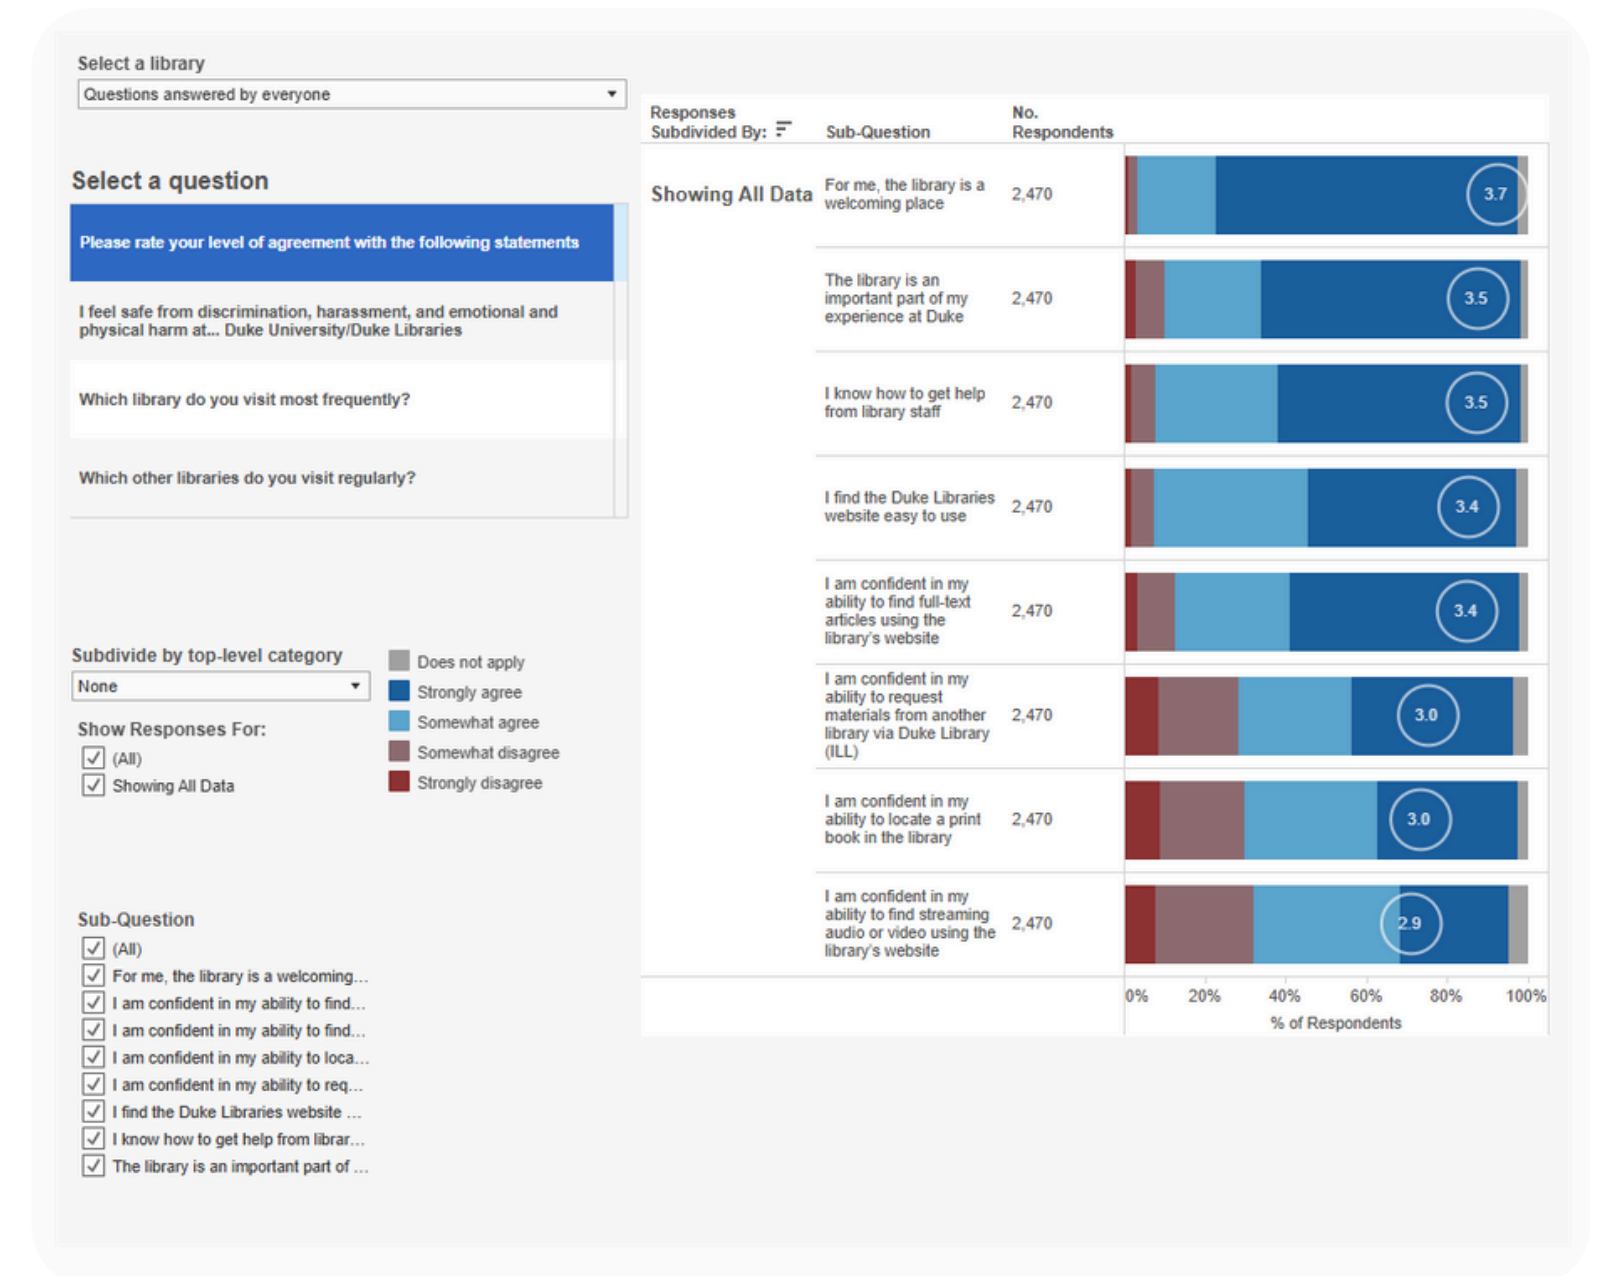 Select a library
Questions answered by everyone
Select a question
Please rate your level of agreement with the following statements
I feel safe from discrimination, harassment, and emotional and
physical harm at... Duke University/Duke Libraries
Which library do you visit most frequently?
Which other libraries do you visit regularly?
Subdivide by top-level category
None
Show Responses For:
(All)
Showing All Data
Does not apply
Strongly agree
Somewhat agree
Somewhat disagree
Strongly disagree
Sub-Question
(All)
For me, the library is a welcoming...
I am confident in my ability to find...
I am confident in my ability to find...
I am confident in my ability to loca...
I am confident in my ability to req...
I find the Duke Libraries website ...
I know how to get help from librar...
The library is an important part of ...
Responses
Subdivided By:
Sub-Question
No.
Respondents
Showing All Data
For me, the library is a
welcoming place
2,470
3.7
The library is an
important part of my
experience at Duke
2,470
3.5
I know how to get help
from library staff
2,470
3.5
I find the Duke Libraries
website easy to use
2,470
3.4
I am confident in my
ability to find full-text
articles using the
library's website
2,470
3.4
I am confident in my
ability to request
materials from another
library via Duke Library
(ILL)
2,470
3.0
I am confident in my
ability to locate a print
book in the library
2,470
3.0
I am confident in my
ability to find streaming
audio or video using the
library's website
2,470
2.9
0% 20% 40% 60% 80% 100%
% of Respondents